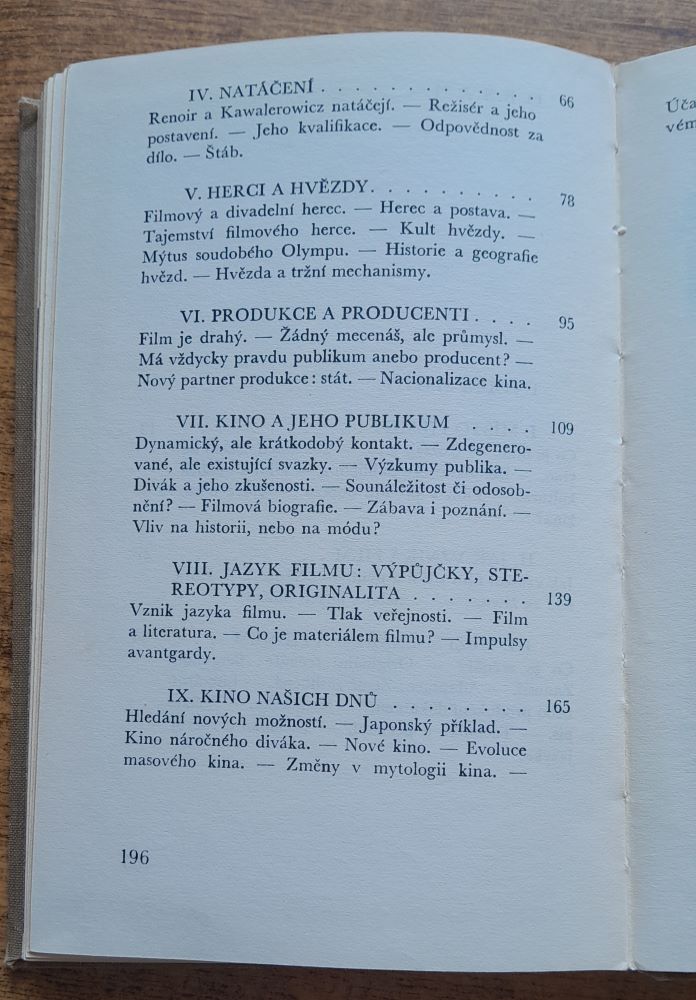 IV. NATÁČENÍ . . . . . . . . . . . . . 66
Renoir a Kawalerowicz natáčejí. — Režisér a jeho
postavení. — Jeho kvalifikace. — Odpovědnost za
dílo. — Štáb.
V. HERCI A HVĚZDY. . . . . . . . . . 78
Filmový a divadelní herec. — Herec a postava. —
Tajemství filmového herce. — Kult hvězdy. —
Mýtus soudobého Olympu. — Historie a geografie
hvězd. — Hvězda a tržní mechanismy.
VI. PRODUKCE A PRODUCENTI . . . . 95
Film je drahý. — Žádný mecenáš, ale průmysl. —
Má vždycky pravdu publikum anebo producent? —
Nový partner produkce: stát. — Nacionalizace kina.
VII. KINO A JEHO PUBLIKUM . . . . 109
Dynamický, ale krátkodobý kontakt. — Zdegenero-
vané, ale existující svazky. — Výzkumy publika. —
Divák a jeho zkušenosti. — Sounáležitost či odosob-
nění? — Filmová biografie. — Zábava i poznání. —
Vliv na historii, nebo na módu?
VIII. JAZYK FILMU: VÝPŮJČKY, STE-
REOTYPY, ORIGINALITA . . . . . . . 139
Vznik jazyka filmu. — Tlak veřejnosti. — Film
a literatura. — Co je materiálem filmu? — Impulsy
avantgardy.
IX. KINO NAŠICH DNŮ . . . . . . . . 165
Hledání nových možností. — Japonský příklad. —
Kino náročného diváka. — Nové kino. — Evoluce
masového kina. — Změny v mytologii kina. —
196
Úča
vém